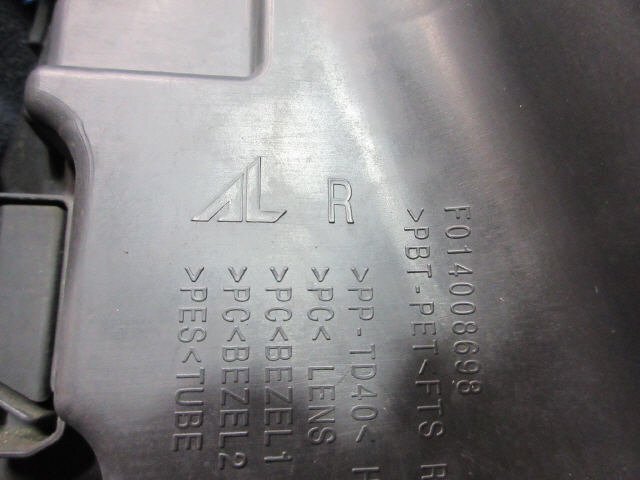 AL R
F014008698
>PBT-PET<FTS R
>PP-TD40<
>PC< LENS
>PC<BEZEL1
>PC<BEZEL2
>PES<TUBE